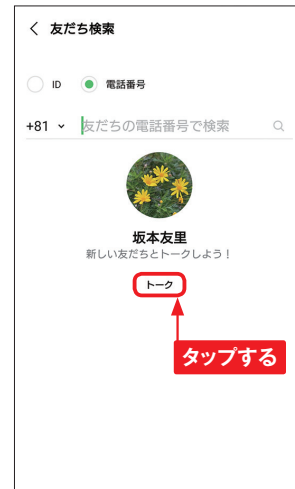 友だち検索
ID 電話番号
+81 友だちの電話番号で検索
坂本友里
新しい友だちとトークしよう！
トーク
タップする